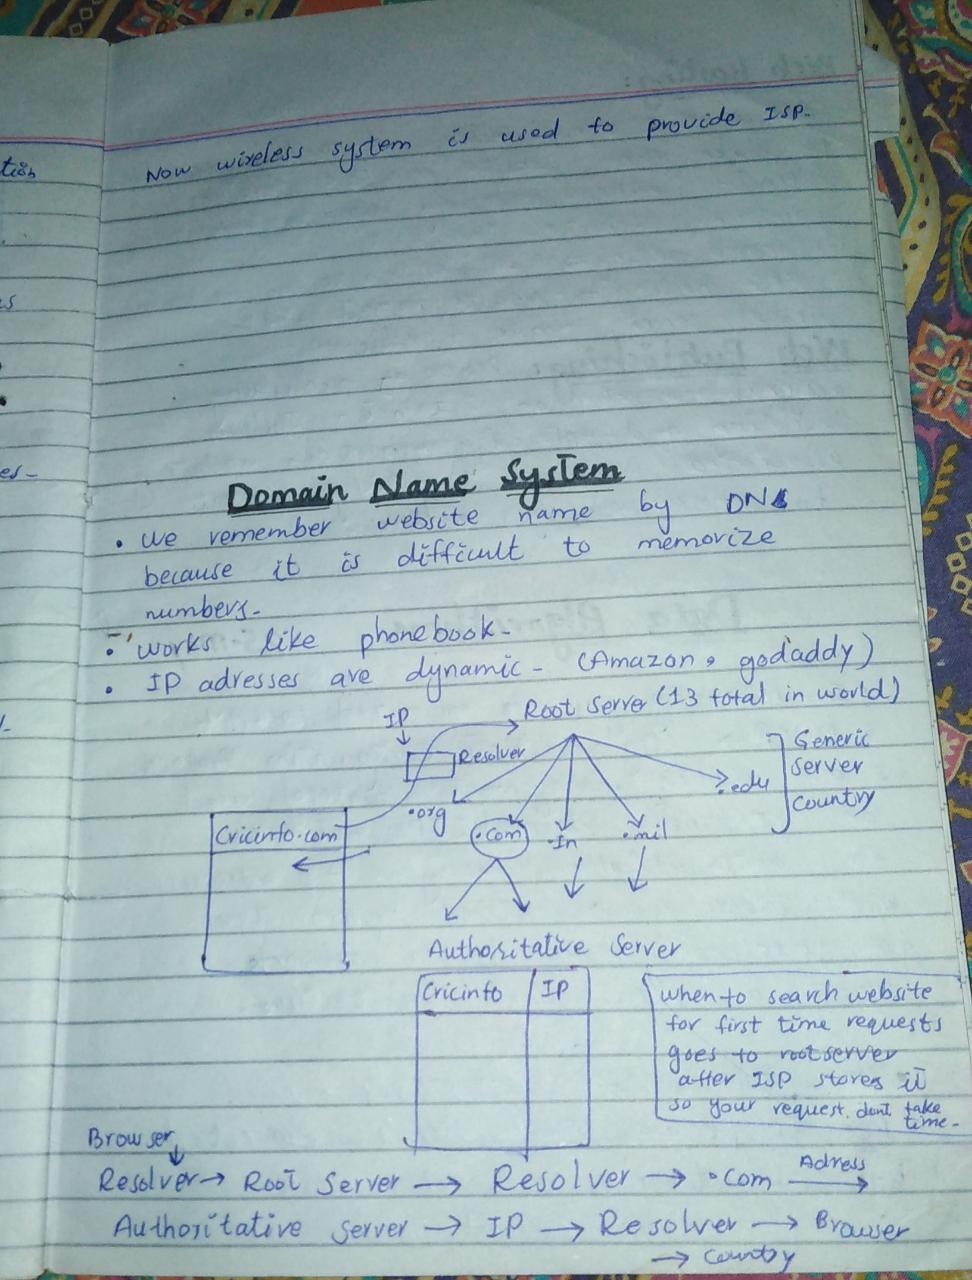 tion
Now wireless system is used to provide ISP.
es-
Domain Name System
• we remember website name by DNS
because it is difficult to memorize
numbers.
• works like phonebook.
• IP adresses are dynamic - (Amazon, godaddy)
IP
Root Server (13 total in world)
Resolver
Generic
server
country
.org
.com
.In
.mil
.edu
Cricinfo.com
Authoritative Server
Cricinfo IP
when to search website
for first time requests
goes to rootserver
after ISP stores it
so your request. dont take
time.
Browser
Resolver → Root Server → Resolver → .com Adress →
Authoritative server → IP → Resolver → Browser
→ country